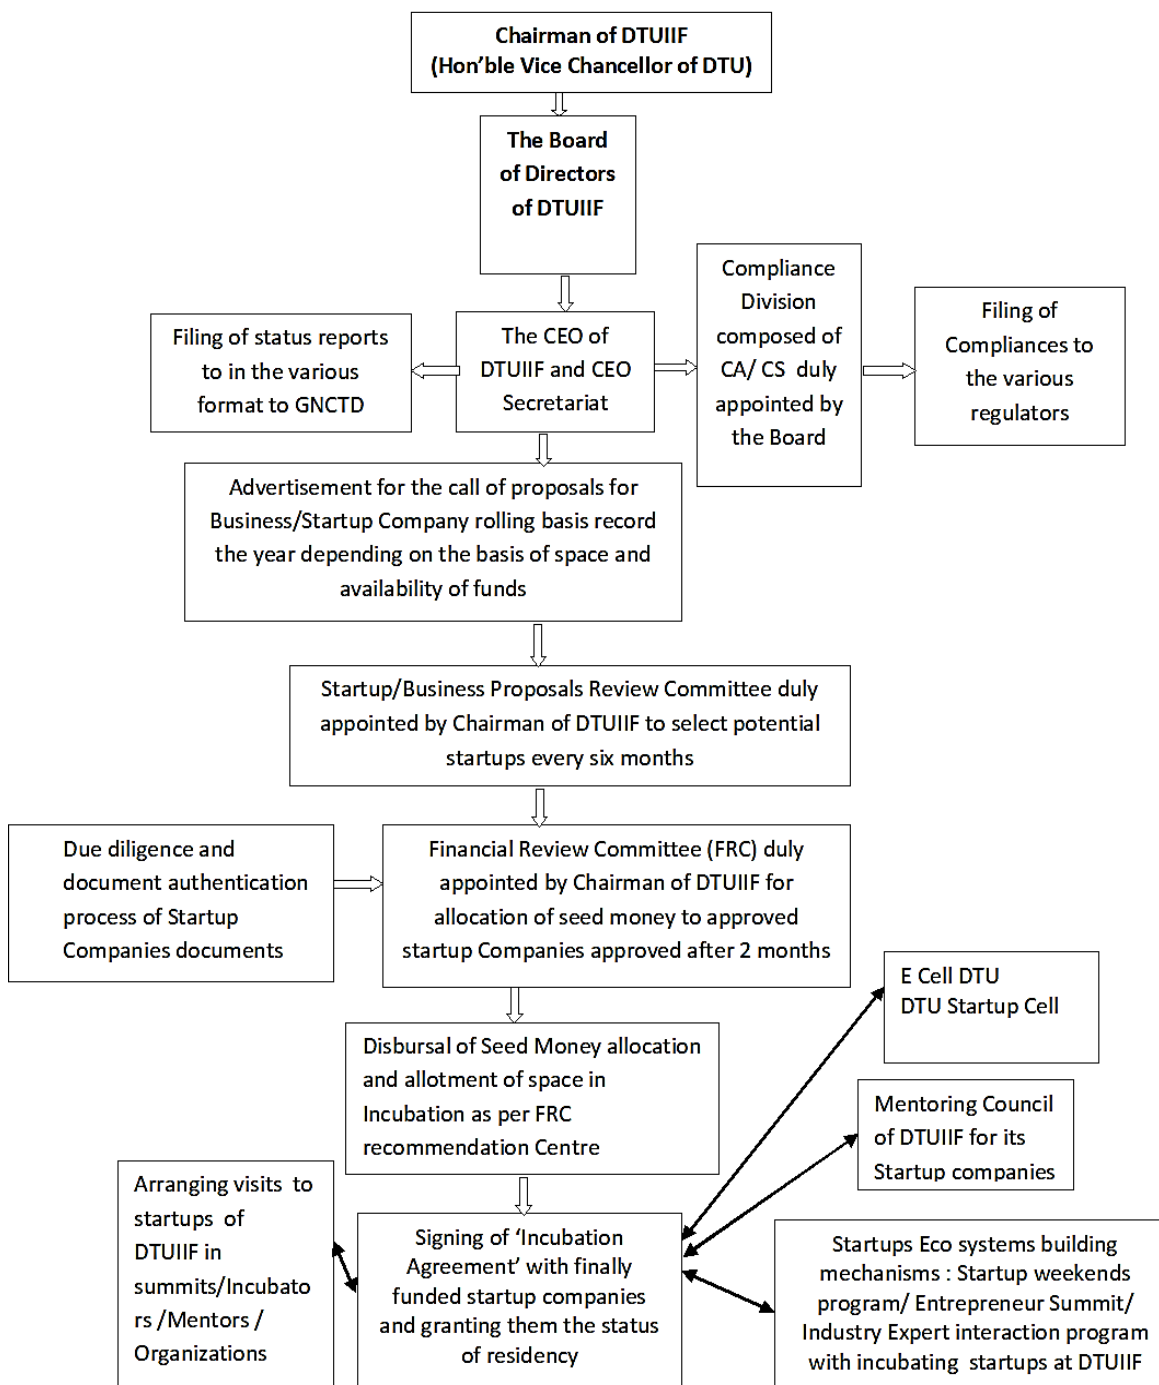 Chairman of DTUIIF
(Hon'ble Vice Chancellor of DTU)
The Board
of Directors
of DTUIIF
Compliance
Division
composed of
CA/ CS  duly
appointed by
the Board
Filing of
Compliances to
the various
regulators
Filing of status reports
to in the various
format to GNCTD
The CEO of
DTUIIF and CEO
Secretariat
Advertisement for the call of proposals for
Business/Startup Company rolling basis record
the year depending on the basis of space and
availability of funds
Startup/Business Proposals Review Committee duly
appointed by Chairman of DTUIIF to select potential
startups every six months
Due diligence and
document authentication
process of Startup
Companies documents
Financial Review Committee (FRC) duly
appointed by Chairman of DTUIIF for
allocation of seed money to approved
startup Companies approved after 2 months
E Cell DTU
DTU Startup Cell
Disbursal of Seed Money allocation
and allotment of space in
Incubation as per FRC
recommendation Centre
Mentoring Council
of DTUIIF for its
Startup companies
Arranging visits  to
startups  of
DTUIIF in
summits/Incubato
rs /Mentors /
Organizations
Signing of 'Incubation
Agreement' with finally
funded startup companies
and granting them the status
of residency
Startups Eco systems building
mechanisms : Startup weekends
program/ Entrepreneur Summit/
Industry Expert interaction program
with incubating  startups at DTUIIF